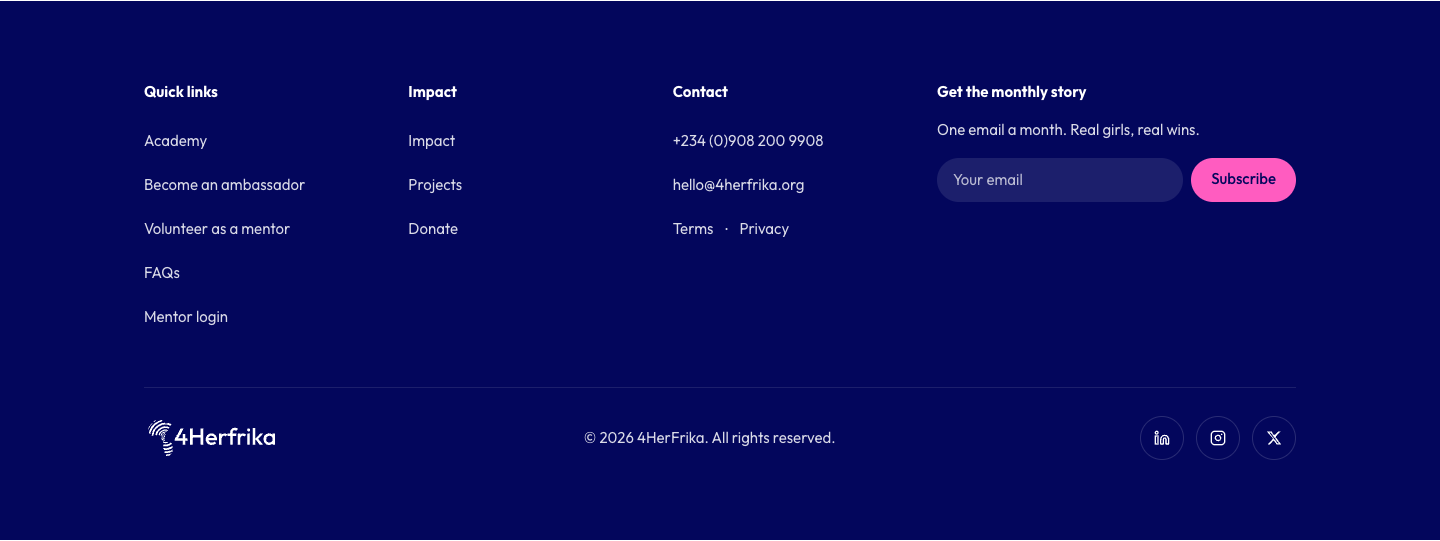 Quick links
Academy
Become an ambassador
Volunteer as a mentor
FAQs
Mentor login
Impact
Impact
Projects
Donate
Contact
+234 (0)908 200 9908
hello@4herfrika.org
Terms · Privacy
Get the monthly story
One email a month. Real girls, real wins.
Your email
Subscribe
4Herfrika
© 2026 4HerFrika. All rights reserved.